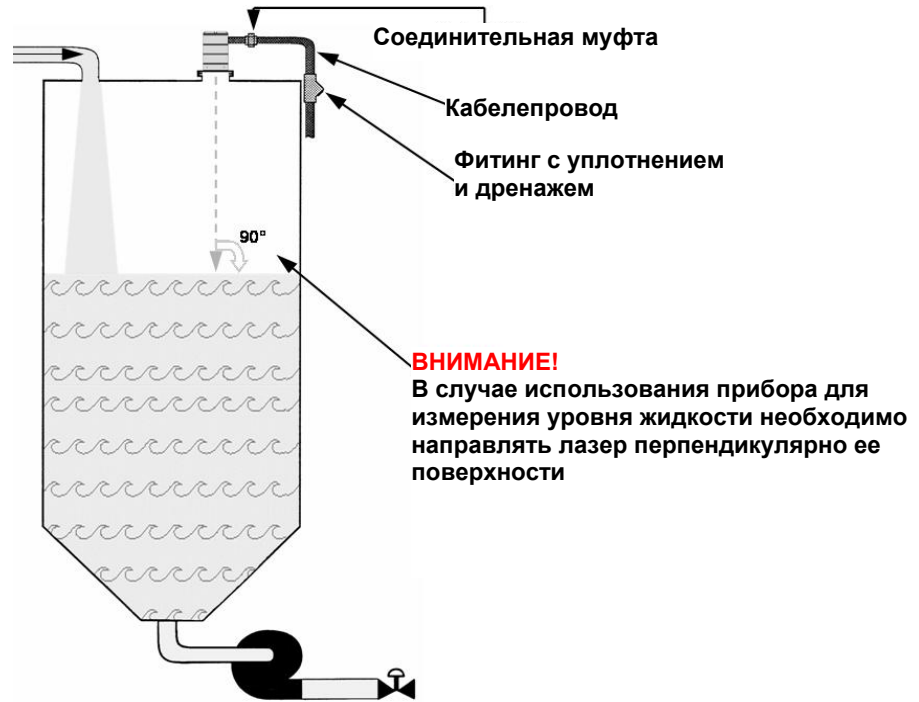 Соединительная муфта
Кабелепровод
Фитинг с уплотнением
и дренажем
90°
ВНИМАНИЕ!
В случае использования прибора для
измерения уровня жидкости необходимо
направлять лазер перпендикулярно ее
поверхности